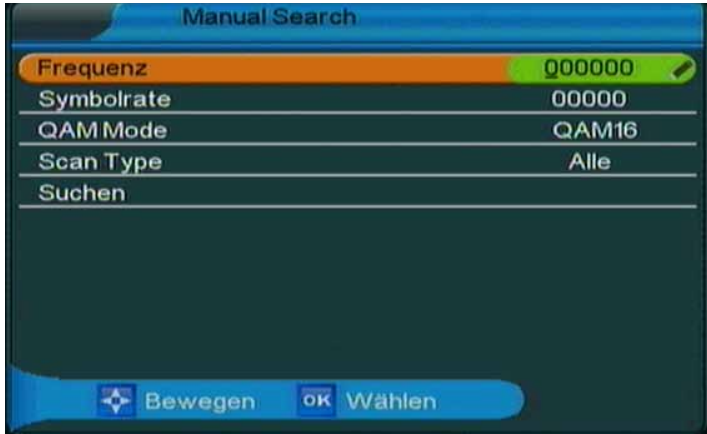 Manual Search
Frequenz 000000
Symbolrate 00000
QAM Mode QAM16
Scan Type Alle
Suchen
Bewegen OK Wählen